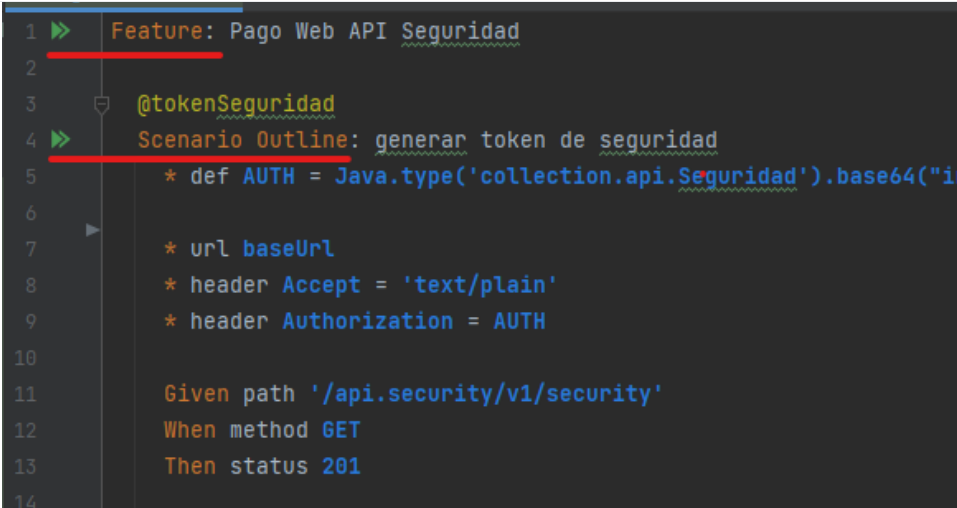 1 Feature: Pago Web API Seguridad
2
3 @tokenSeguridad
4 Scenario Outline: generar token de seguridad
5 * def AUTH = Java.type('collection.api.Seguridad').base64("i
6
7 * url baseUrl
8 * header Accept = 'text/plain'
9 * header Authorization = AUTH
10
11 Given path '/api.security/v1/security'
12 When method GET
13 Then status 201
14